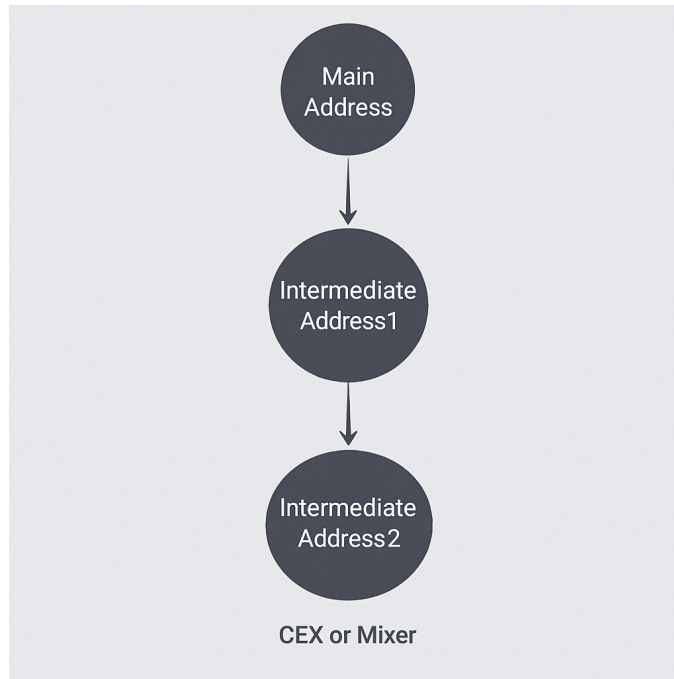 Main
Address
Intermediate
Address1
Intermediate
Address2
CEX or Mixer